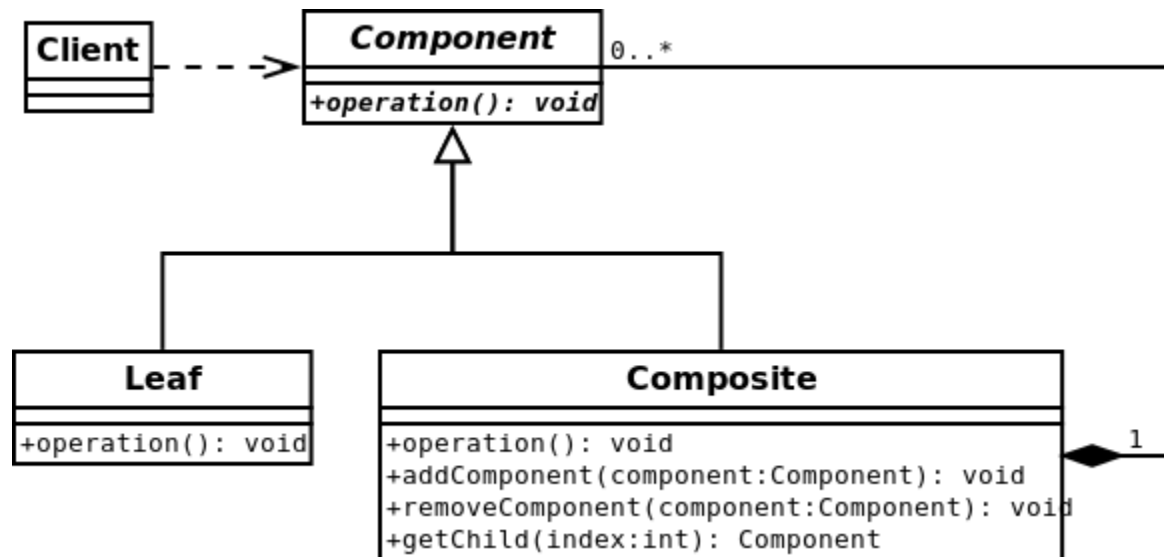 Client
Component
0..*
+operation(): void
Leaf
+operation(): void
Composite
+operation(): void
+addComponent(component:Component): void
+removeComponent(component:Component): void
+getChild(index:int): Component
1